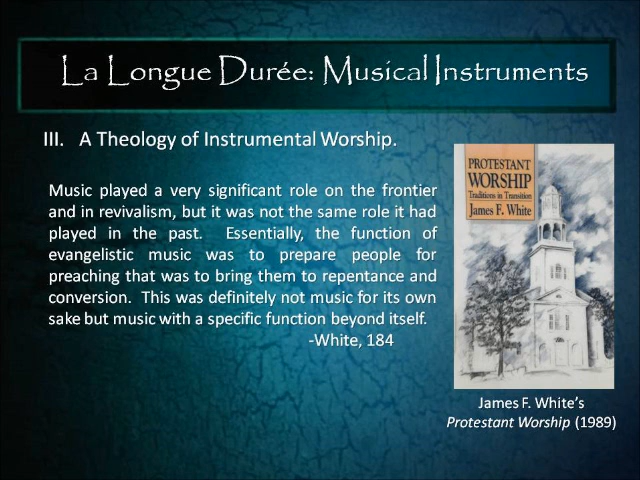 La Longue Durée: Musical Instruments
III. A Theology of Instrumental Worship.
Music played a very significant role on the frontier
and in revivalism, but it was not the same role it had
played in the past. Essentially, the function of
evangelistic music was to prepare people for
preaching that was to bring them to repentance and
conversion. This was definitely not music for its own
sake but music with a specific function beyond itself.
-White, 184
PROTESTANT
WORSHIP
Traditions in Transition
James F. White
James F. White's
Protestant Worship (1989)